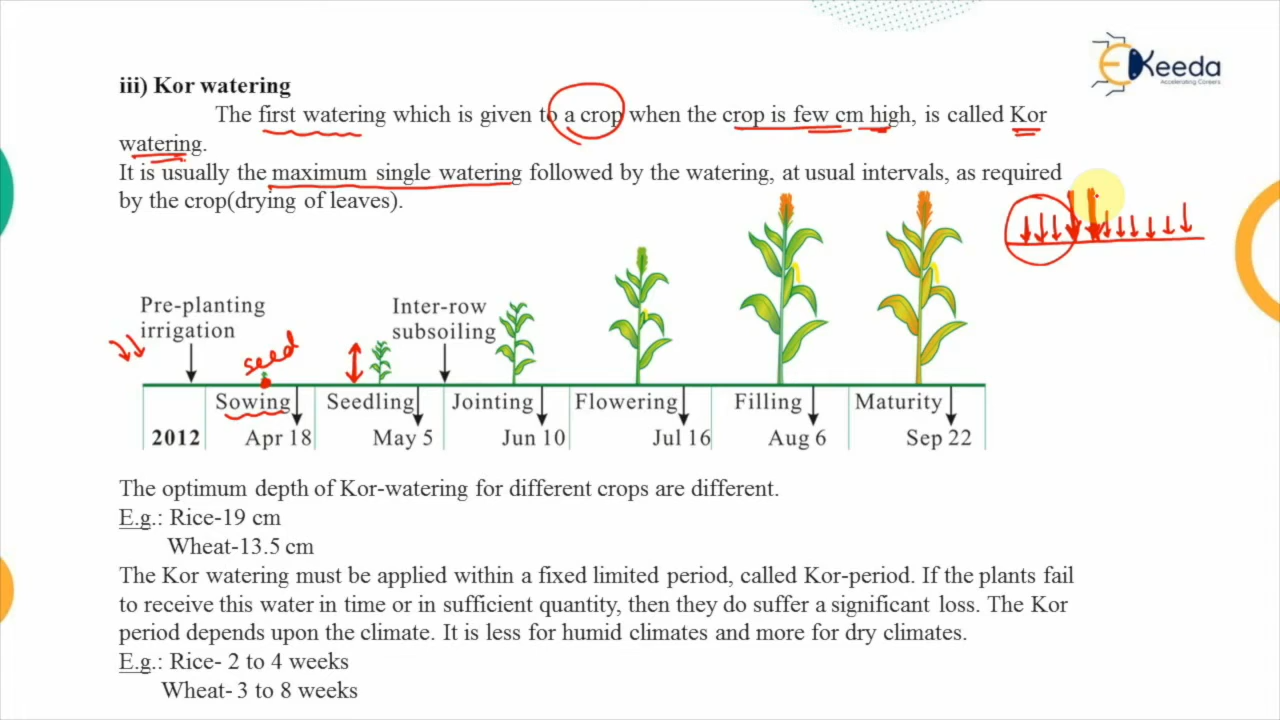 EKeeda
Accelerating Careers
iii) Kor watering
The first watering which is given to a crop when the crop is few cm high, is called Kor
watering.
It is usually the maximum single watering followed by the watering, at usual intervals, as required
by the crop(drying of leaves).
Pre-planting
irrigation
Inter-row
subsoiling
seed
Sowing Seedling Jointing Flowering Filling Maturity
2012 Apr 18 May 5 Jun 10 Jul 16 Aug 6 Sep 22
The optimum depth of Kor-watering for different crops are different.
E.g.: Rice-19 cm
Wheat-13.5 cm
The Kor watering must be applied within a fixed limited period, called Kor-period. If the plants fail
to receive this water in time or in sufficient quantity, then they do suffer a significant loss. The Kor
period depends upon the climate. It is less for humid climates and more for dry climates.
E.g.: Rice- 2 to 4 weeks
Wheat- 3 to 8 weeks